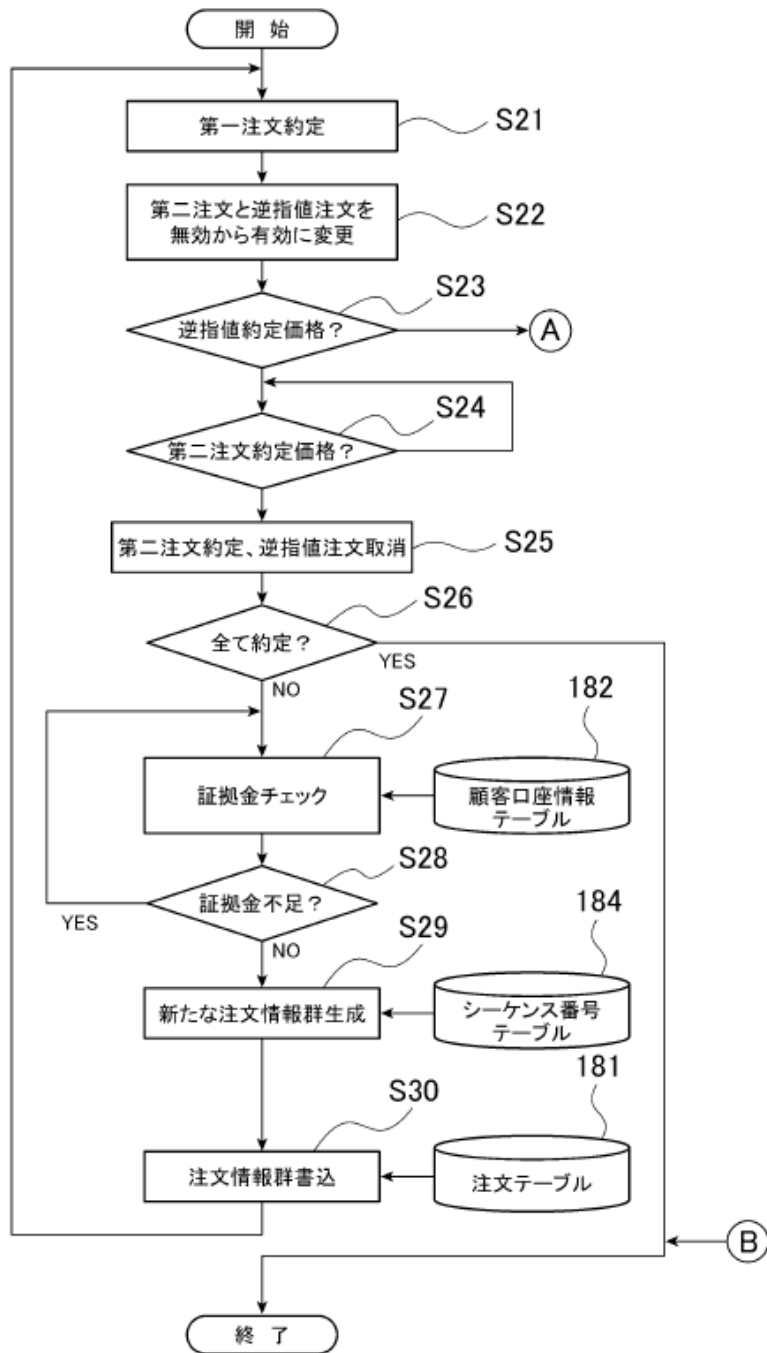 開 始
第一注文約定
S21
第二注文と逆指値注文を
無効から有効に変更
S22
S23
逆指値約定価格？
A
S24
第二注文約定価格？
第二注文約定、逆指値注文取消
S25
S26
全て約定？
YES
NO
S27
182
証拠金チェック
顧客口座情報
テーブル
S28
証拠金不足？
YES
NO
S29
184
新たな注文情報群生成
シーケンス番号
テーブル
S30
181
注文情報群書込
注文テーブル
B
終 了